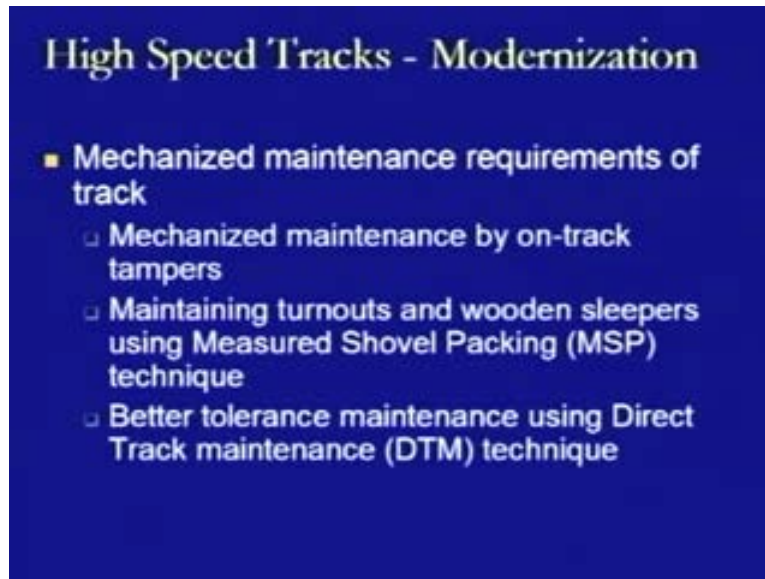 High Speed Tracks - Modernization
Mechanized maintenance requirements of
track
Mechanized maintenance by on-track
tampers
Maintaining turnouts and wooden sleepers
using Measured Shovel Packing (MSP)
technique
Better tolerance maintenance using Direct
Track maintenance (DTM) technique